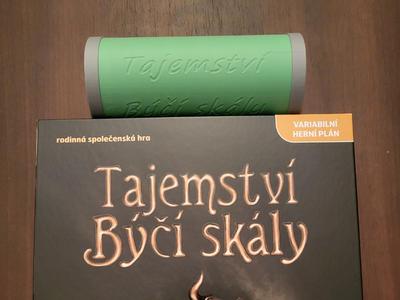 Tajemství
Býčí skály
rodinná společenská hra
VARIABILNÍ
HERNÍ PLÁN
Tajemství
Býčí skály